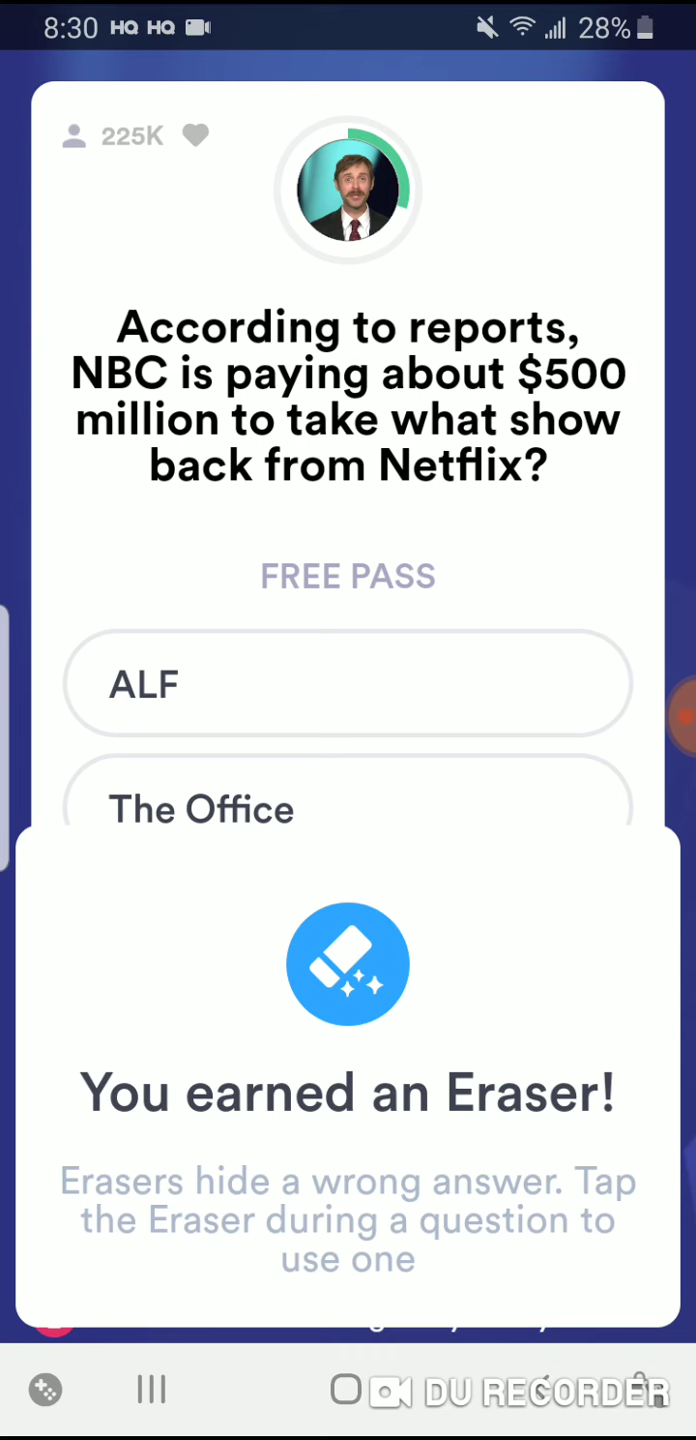 8:30 HQ HQ 28%
225K
According to reports,
NBC is paying about $500
million to take what show
back from Netflix?
FREE PASS
ALF
The Office
You earned an Eraser!
Erasers hide a wrong answer. Tap
the Eraser during a question to
use one
DU RECORDER